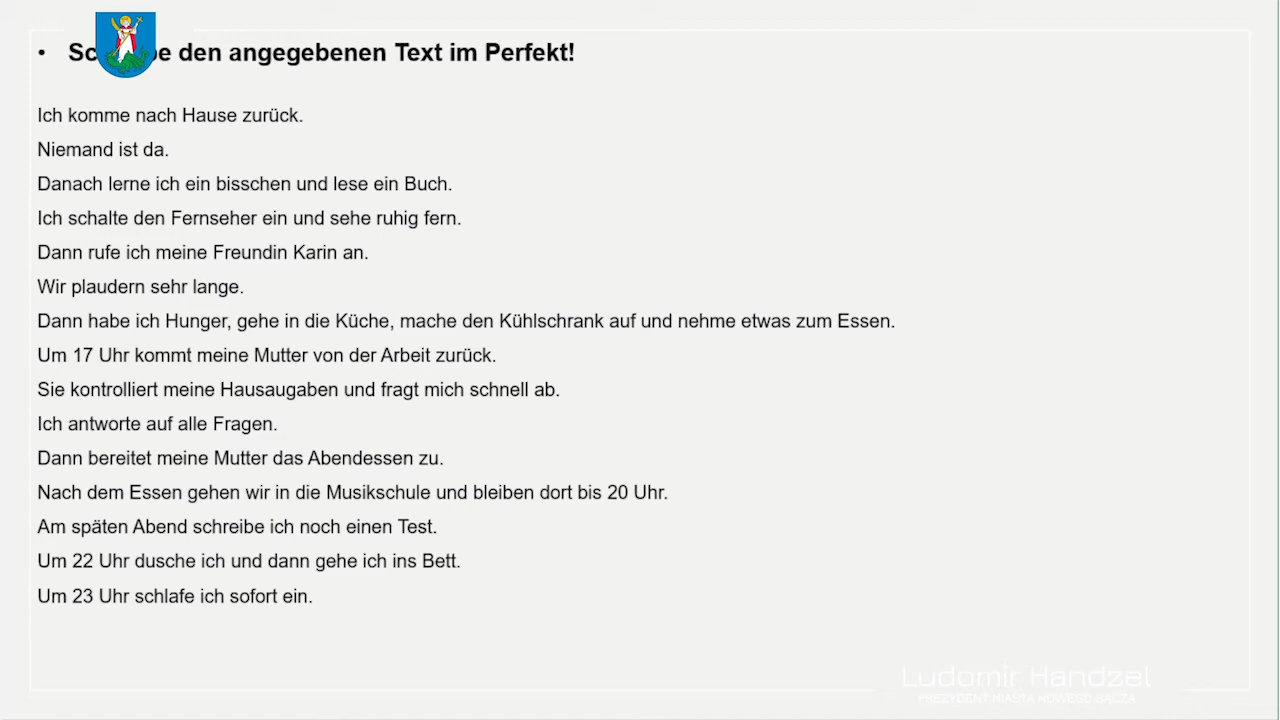 • be den angegebenen Text im Perfekt!
Ich komme nach Hause zurück.
Niemand ist da.
Danach lerne ich ein bisschen und lese ein Buch.
Ich schalte den Fernseher ein und sehe ruhig fern.
Dann rufe ich meine Freundin Karin an.
Wir plaudern sehr lange.
Dann habe ich Hunger, gehe in die Küche, mache den Kühlschrank auf und nehme etwas zum Essen.
Um 17 Uhr kommt meine Mutter von der Arbeit zurück.
Sie kontrolliert meine Hausaugaben und fragt mich schnell ab.
Ich antworte auf alle Fragen.
Dann bereitet meine Mutter das Abendessen zu.
Nach dem Essen gehen wir in die Musikschule und bleiben dort bis 20 Uhr.
Am späten Abend schreibe ich noch einen Test.
Um 22 Uhr dusche ich und dann gehe ich ins Bett.
Um 23 Uhr schlafe ich sofort ein.
Ludomir Handzel
PREZYDENT MIASTA NOWEGO SĄCZA